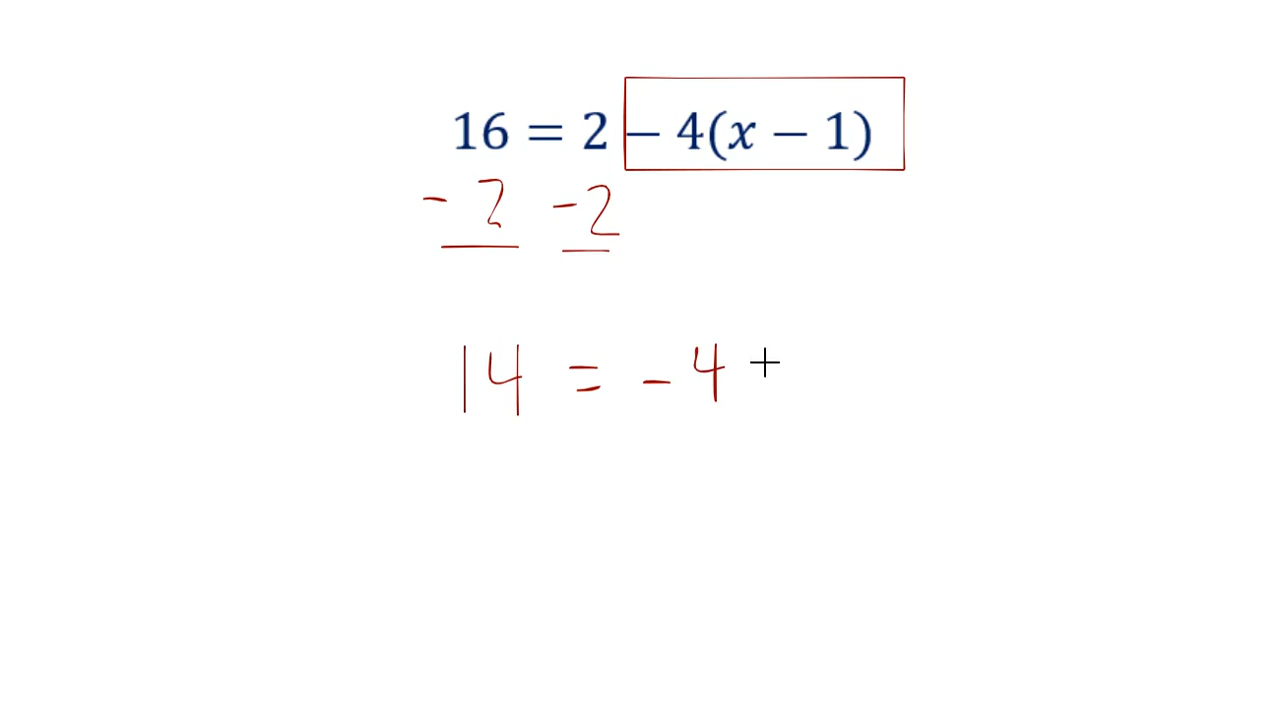 16 = 2 − 4(x − 1)
- 2 -2
14 = - 4